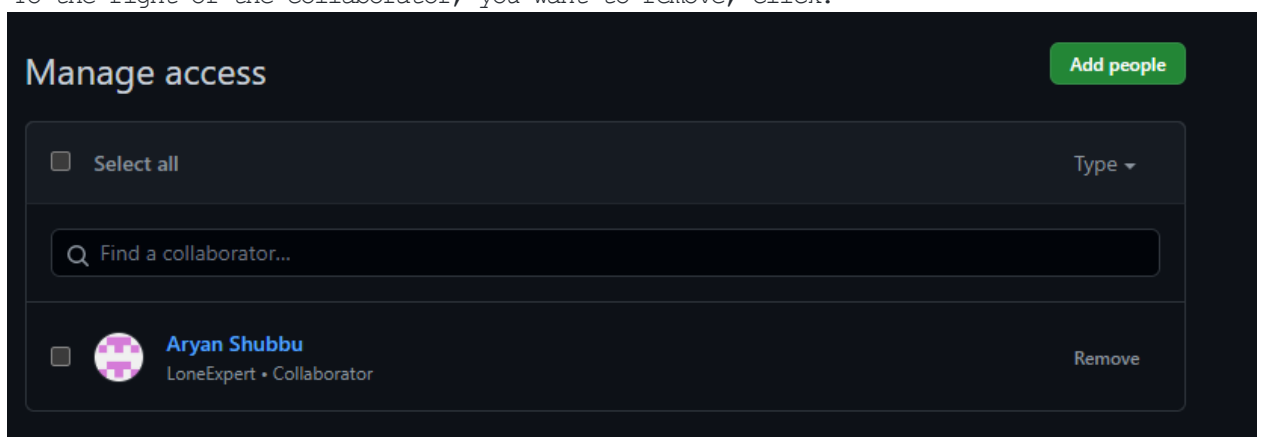 To the right of the collaborator, you want to remove, click.
Manage access
Add people
Select all
Type
Find a collaborator...
Aryan Shubbu
LoneExpert • Collaborator
Remove